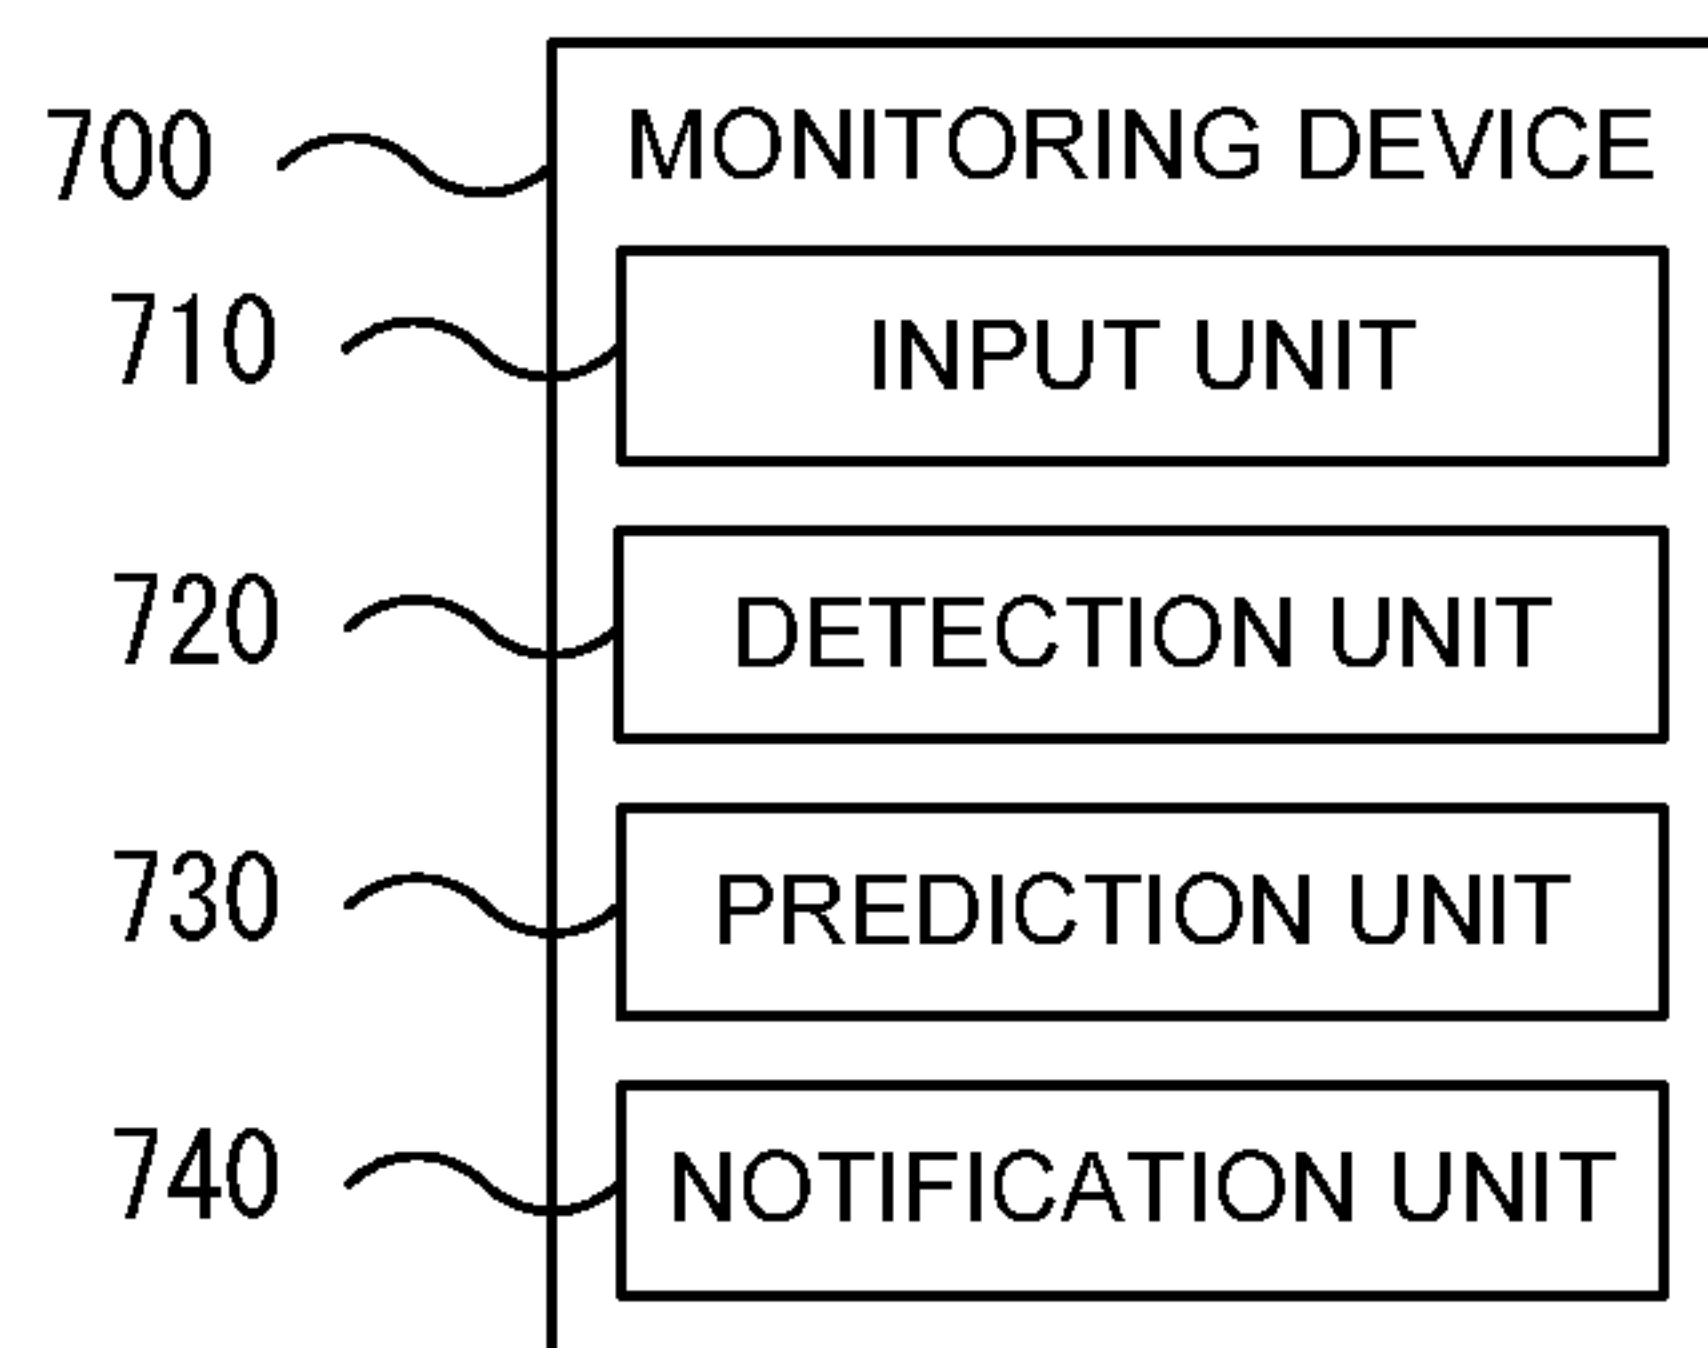 700 MONITORING DEVICE
710 INPUT UNIT
720 DETECTION UNIT
730 PREDICTION UNIT
740 NOTIFICATION UNIT